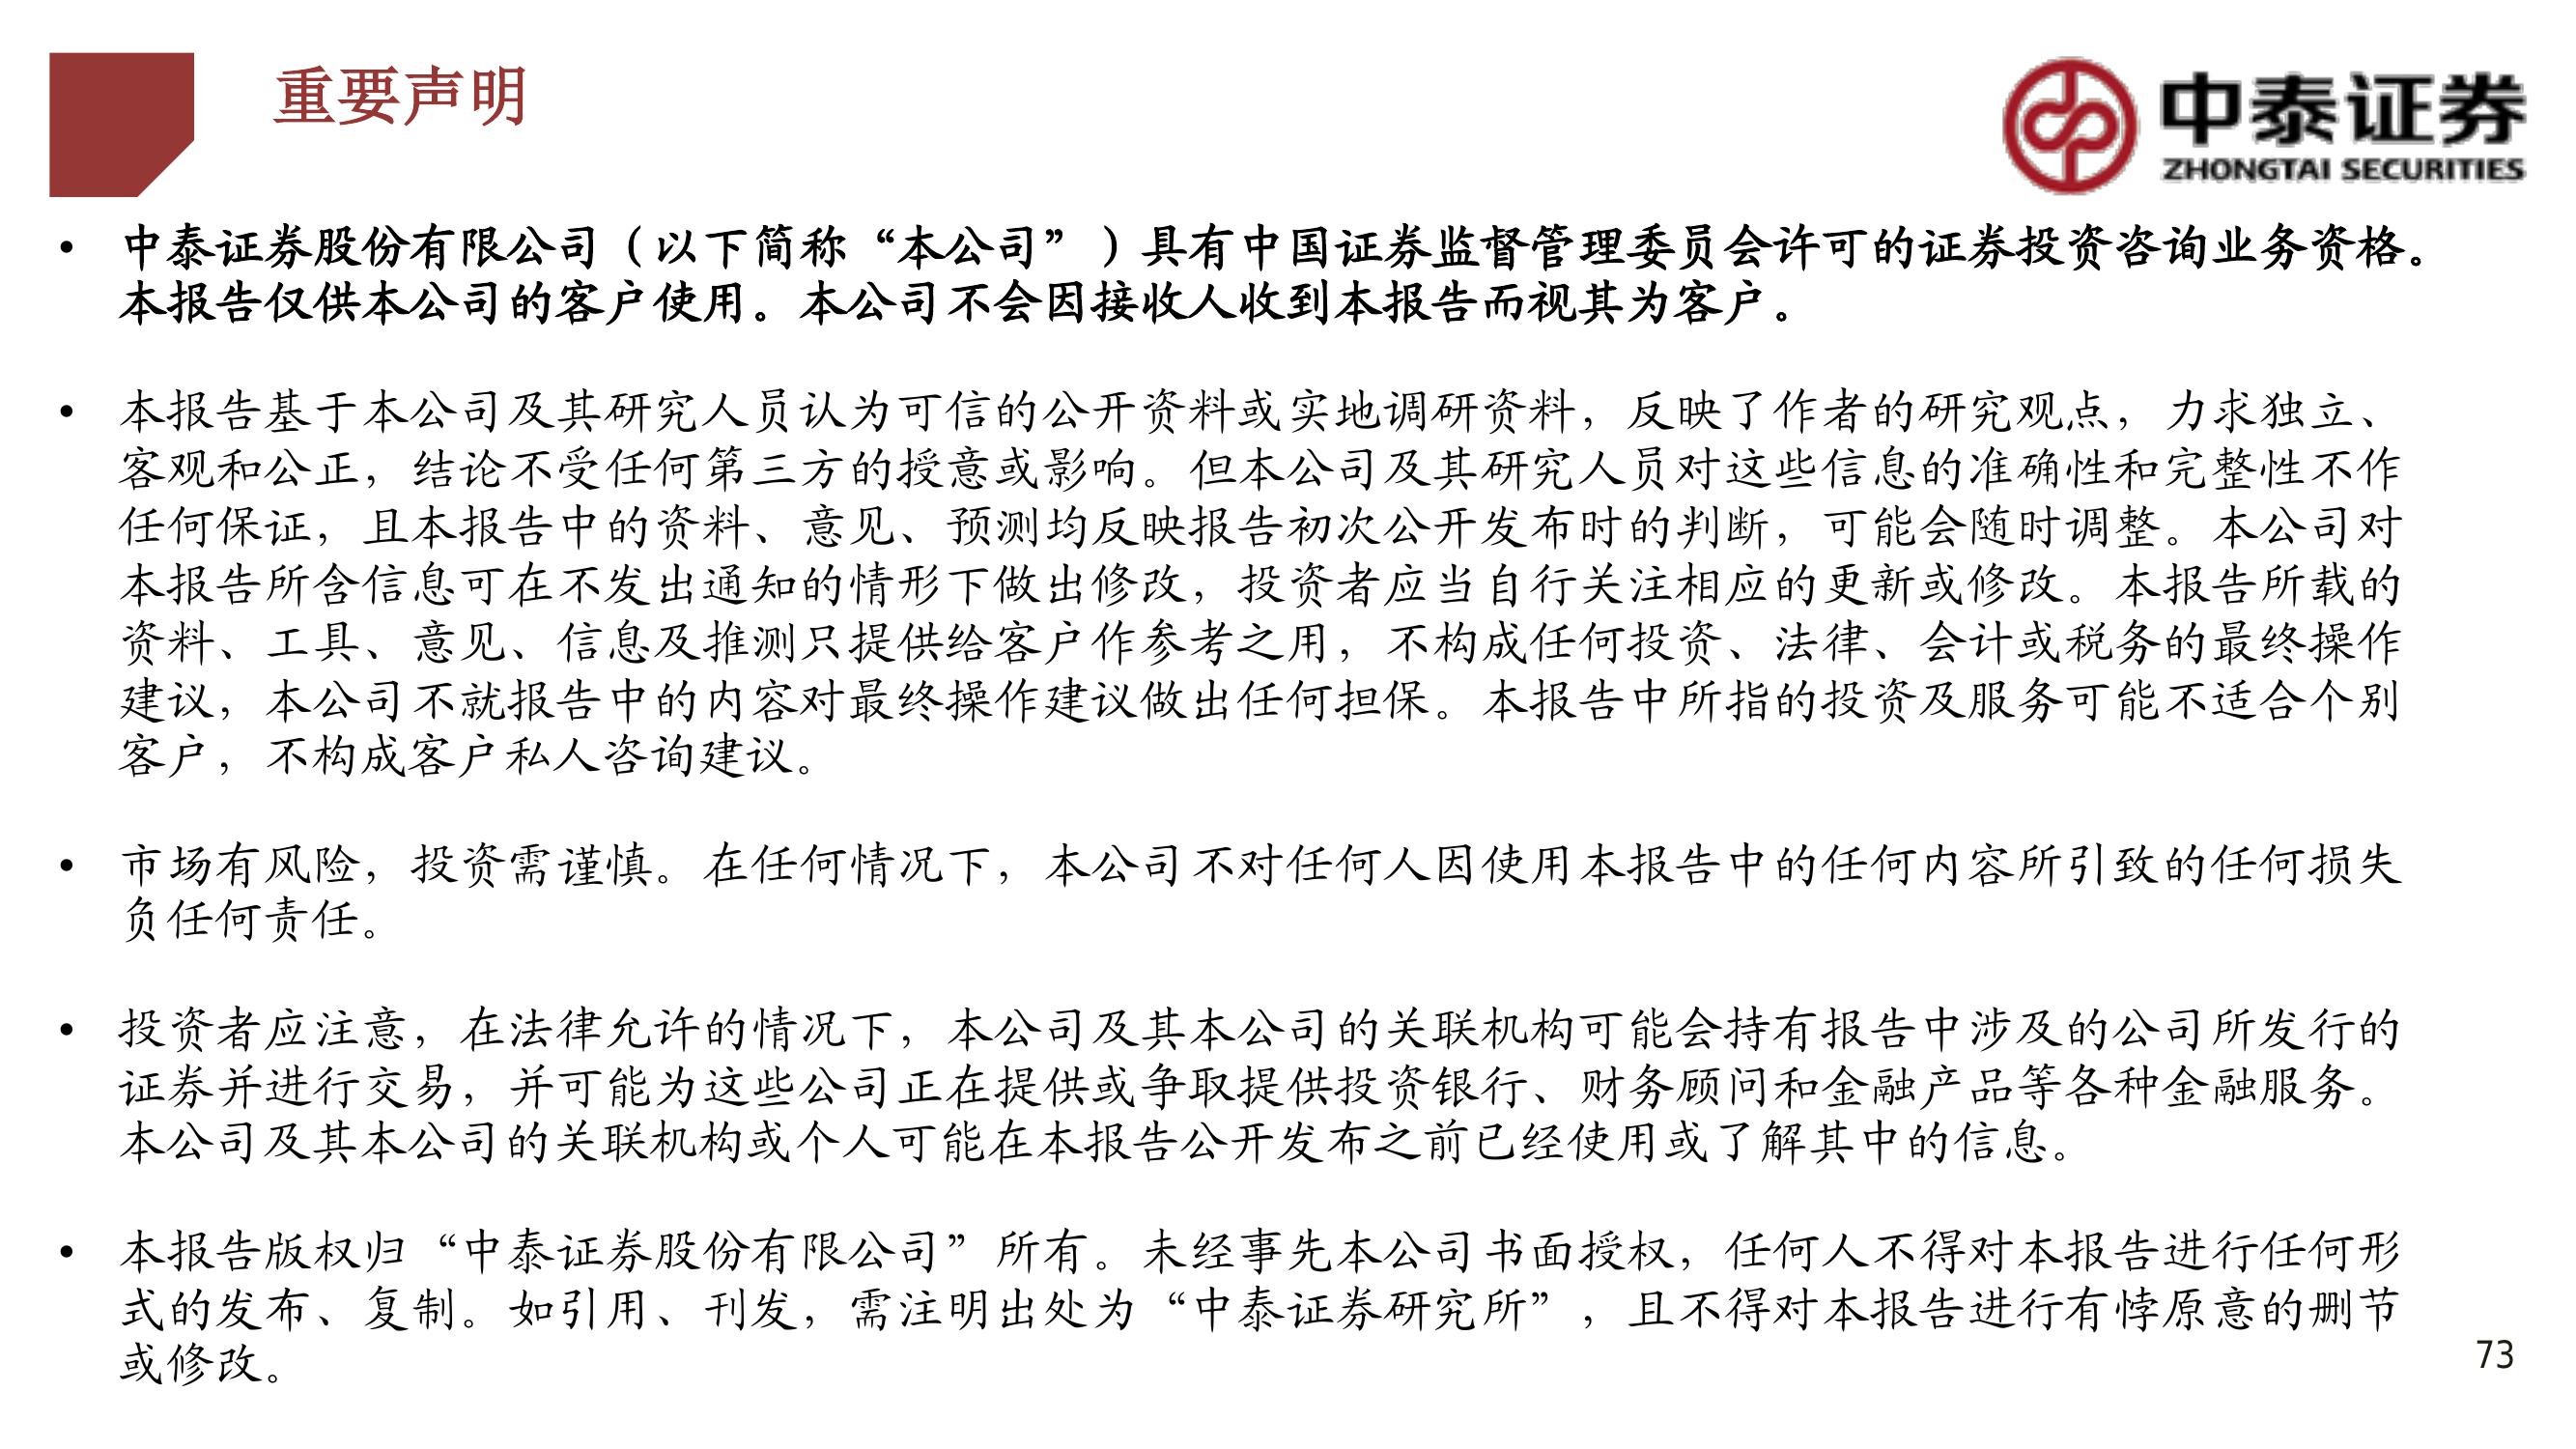 重要声明
中泰证券
ZHONGTAI SECURITIES
• 中泰证券股份有限公司（以下简称“本公司”）具有中国证券监督管理委员会许可的证券投资咨询业务资格。
本报告仅供本公司的客户使用。本公司不会因接收人收到本报告而视其为客户。
• 本报告基于本公司及其研究人员认为可信的公开资料或实地调研资料，反映了作者的研究观点，力求独立、
客观和公正，结论不受任何第三方的授意或影响。但本公司及其研究人员对这些信息的准确性和完整性不作
任何保证，且本报告中的资料、意见、预测均反映报告初次公开发布时的判断，可能会随时调整。本公司对
本报告所含信息可在不发出通知的情形下做出修改，投资者应当自行关注相应的更新或修改。本报告所载的
资料、工具、意见、信息及推测只提供给客户作参考之用，不构成任何投资、法律、会计或税务的最终操作
建议，本公司不就报告中的内容对最终操作建议做出任何担保。本报告中所指的投资及服务可能不适合个别
客户，不构成客户私人咨询建议。
• 市场有风险，投资需谨慎。在任何情况下，本公司不对任何人因使用本报告中的任何内容所引致的任何损失
负任何责任。
• 投资者应注意，在法律允许的情况下，本公司及其本公司的关联机构可能会持有报告中涉及的公司所发行的
证券并进行交易，并可能为这些公司正在提供或争取提供投资银行、财务顾问和金融产品等各种金融服务。
本公司及其本公司的关联机构或个人可能在本报告公开发布之前已经使用或了解其中的信息。
• 本报告版权归“中泰证券股份有限公司”所有。未经事先本公司书面授权，任何人不得对本报告进行任何形
式的发布、复制。如引用、刊发，需注明出处为“中泰证券研究所”，且不得对本报告进行有悖原意的删节
或修改。
73